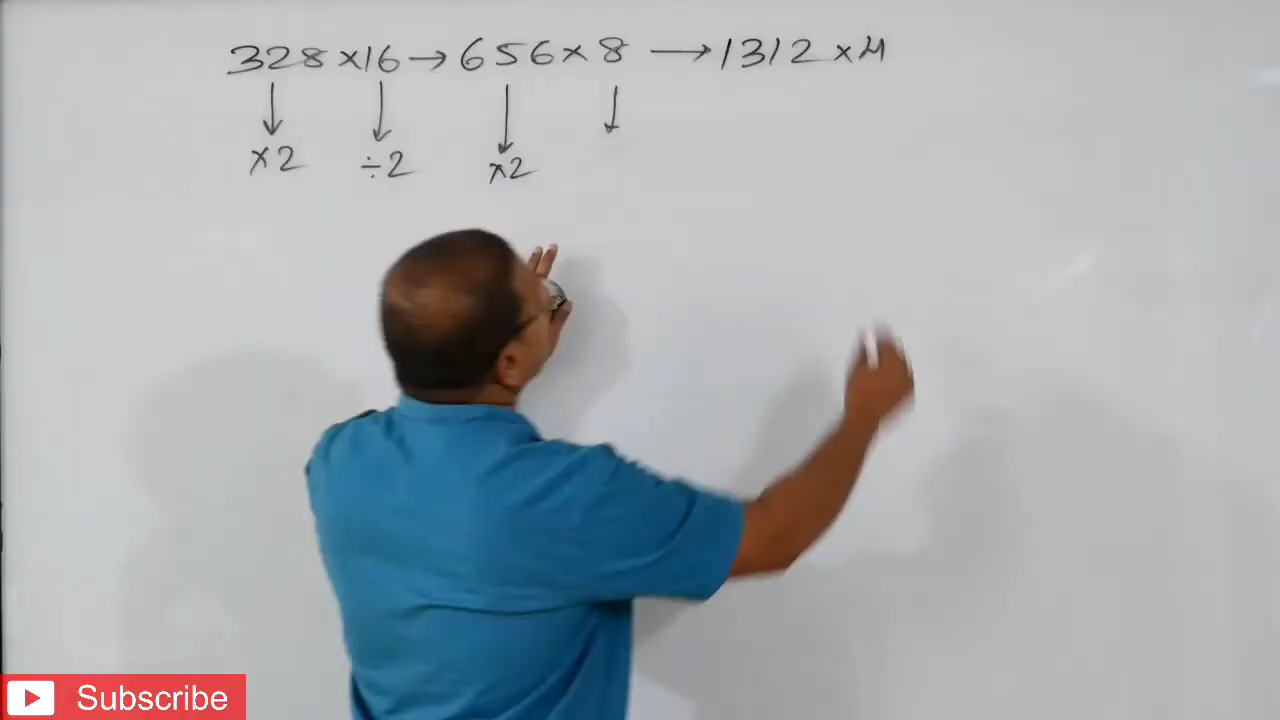 328 ×16 → 656 × 8 → 1312 × 4
↓ ↓ ↓ ↓
×2 ÷2 ×2
Subscribe